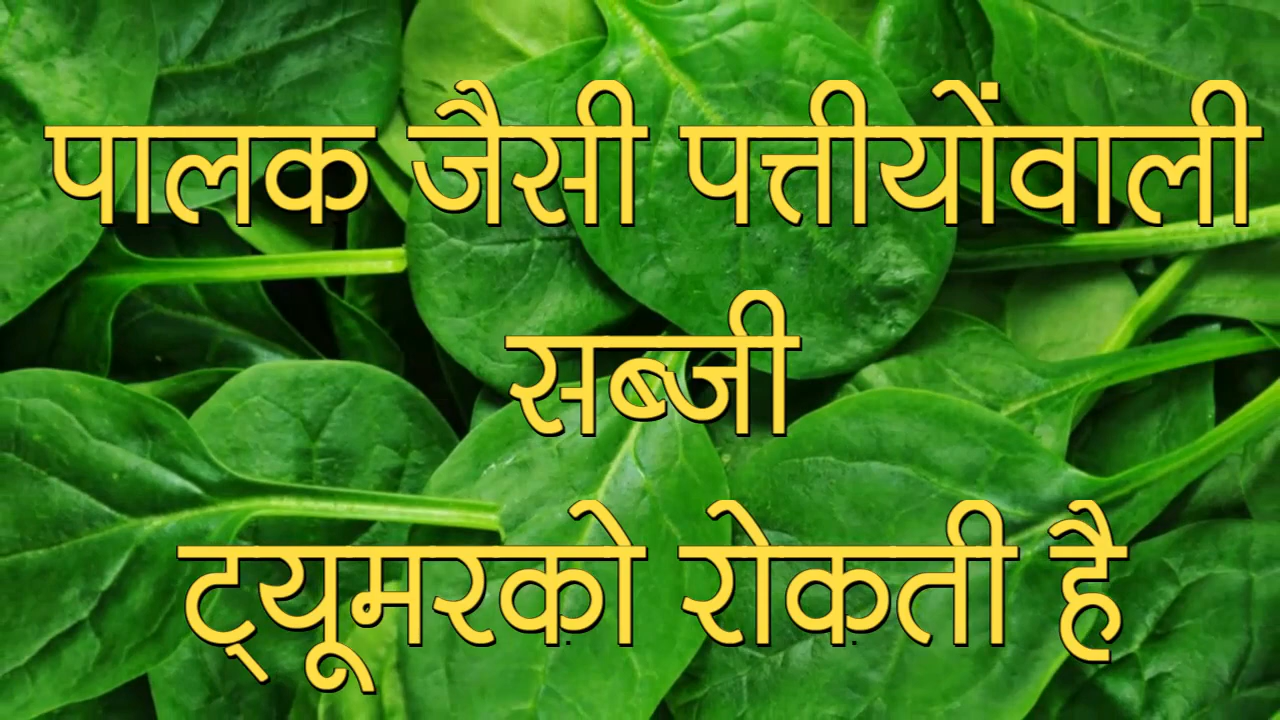 पालक जैसी पत्तीयोंवाली
सब्जी
ट्यूमरको रोकती है